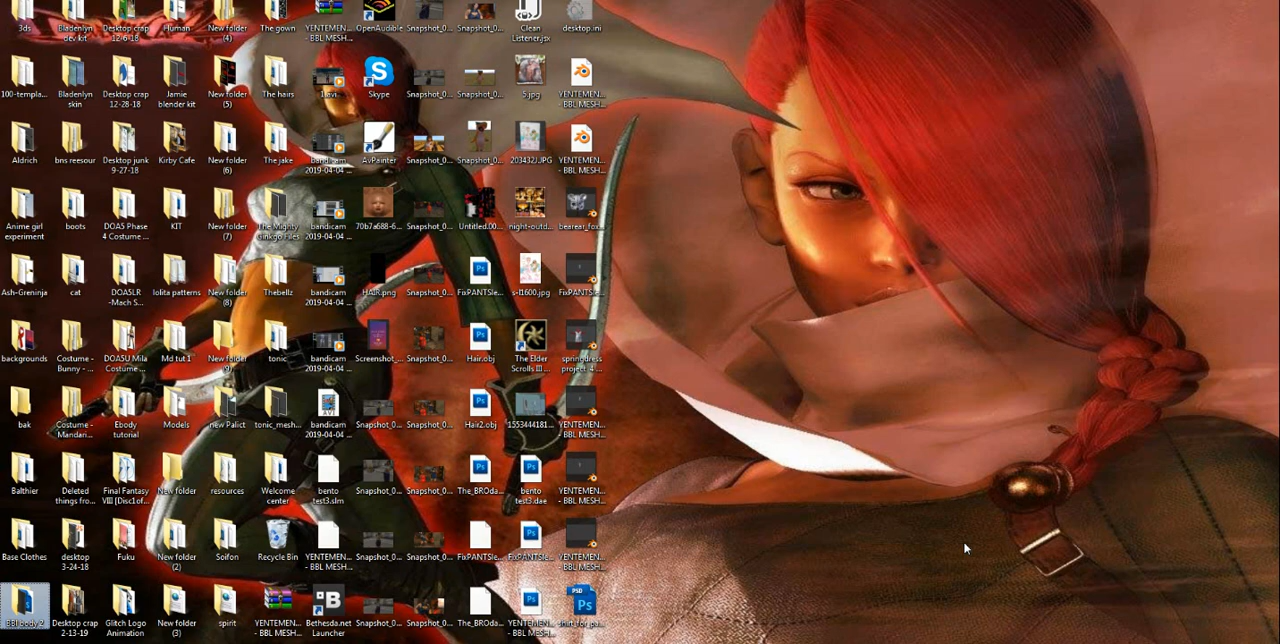 3ds
Bladenlyn dev kit
Desktop crap 12-6-18
Human
New folder (4)
The gown
YENTEMEN... - BBL MESH...
OpenAudible
Snapshot_0...
Snapshot_0...
Clean Listener.jsx
desktop.ini
100-templa...
Bladenlyn skin
Desktop crap 12-28-18
Jamie blender kit
New folder (5)
The hairs
1.avi
Skype
Snapshot_0...
Snapshot_0...
5.jpg
YENTEMEN... - BBL MESH...
Aldrich
bns resour
Desktop junk 9-27-18
Kirby Cafe
New folder (6)
The jake
bandicam 2019-04-04 ...
AvPainter
Snapshot_0...
Snapshot_0...
203432J.JPG
YENTEMEN... - BBL MESH...
Anime girl experiment
boots
DOA5 Phase 4 Costume ...
KIT
New folder (7)
The Mighty Ginkgo Files
bandicam 2019-04-04 ...
70b7a688-6...
Snapshot_0...
Untitled.00...
night-outd...
bearear_fox...
Ash-Greninja
cat
DOA5LR -Mach S...
lolita patterns
New folder (8)
Thebellz
bandicam 2019-04-04 ...
HAIR.png
Snapshot_0...
FixPANTSle...
s-l1600.jpg
FixPANTSle...
backgrounds
Costume - Bunny - ...
DOA5U Mila Costume ...
Md tut 1
New folder (9)
tonic
bandicam 2019-04-04 ...
Screenshot_...
Snapshot_0...
Hair.obj
The Elder Scrolls III ...
springdress project_4...
bak
Costume - Mandari...
Ebody tutorial
Models
new Palict
tonic_mesh...
bandicam 2019-04-04 ...
Snapshot_0...
Snapshot_0...
Hair2.obj
1553444181...
YENTEMEN... - BBL MESH...
Balthier
Deleted things fro...
Final Fantasy VIII [Disc1of...
New folder
resources
Welcome center
bento test3.dlm
Snapshot_0...
Snapshot_0...
The_BROda...
bento test3.dae
YENTEMEN... - BBL MESH...
Base Clothes
desktop 3-24-18
Fuku
New folder (2)
Soifon
Recycle Bin
YENTEMEN... - BBL MESH...
Snapshot_0...
Snapshot_0...
FixPANTSle...
FixPANTSle...
YENTEMEN... - BBL MESH...
Desktop crap 2-13-19
Glitch Logo Animation
New folder (3)
spirit
YENTEMEN... - BBL MESH...
Bethesda.net Launcher
Snapshot_0...
Snapshot_0...
The_BROda...
YENTEMEN... - BBL MESH...
shirt_for_pa...